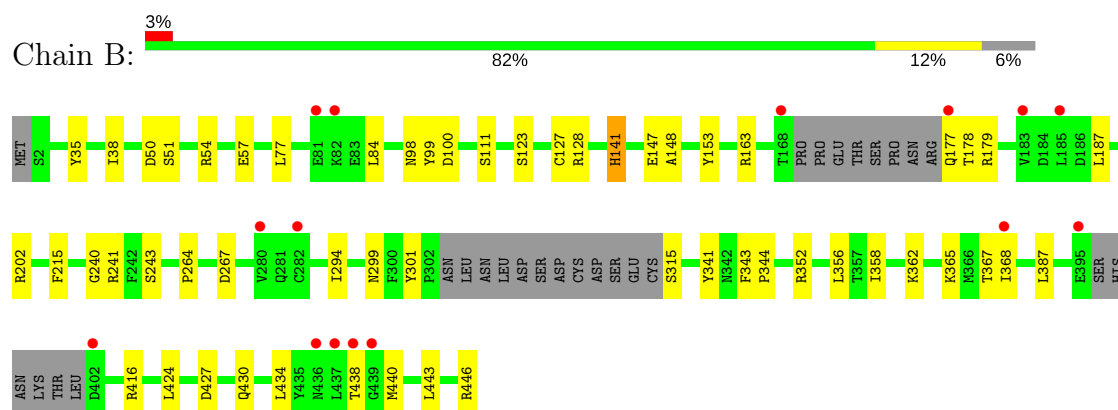 3%
Chain B:
82% 12% 6%
MET S2 Y35 I38 D50 S51 R54 E57 L77 E81 K82 E83 L84 N98 Y99 D100 S111 S123 C127 R128 H141 E147 A148 Y153 R163 T168 PRO PRO GLU THR SER PRO ASN ARG Q177 T178 R179 V183 D184 L185 D186 L187
R202 F215 G240 R241 F242 S243 P264 D267 V280 Q281 C282 I294 N299 F300 Y301 P302 ASN LEU ASN LEU ASP SER ASP CYS ASP SER GLU CYS S315 Y341 N342 F343 P344 R352 L356 T357 I358 K362 K365 M366 T367 I368 L387 E395 SER HIS
ASN LYS THR LEU D402 R416 L424 D427 Q430 L434 Y435 N436 L437 T438 G439 M440 L443 R446